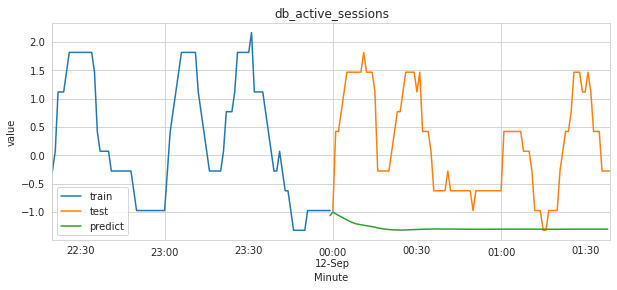 db_active_sessions
value
2.0
1.5
1.0
0.5
0.0
−0.5
−1.0
train
test
predict
22:30
23:00
23:30
00:00
12-Sep
00:30
01:00
01:30
Minute